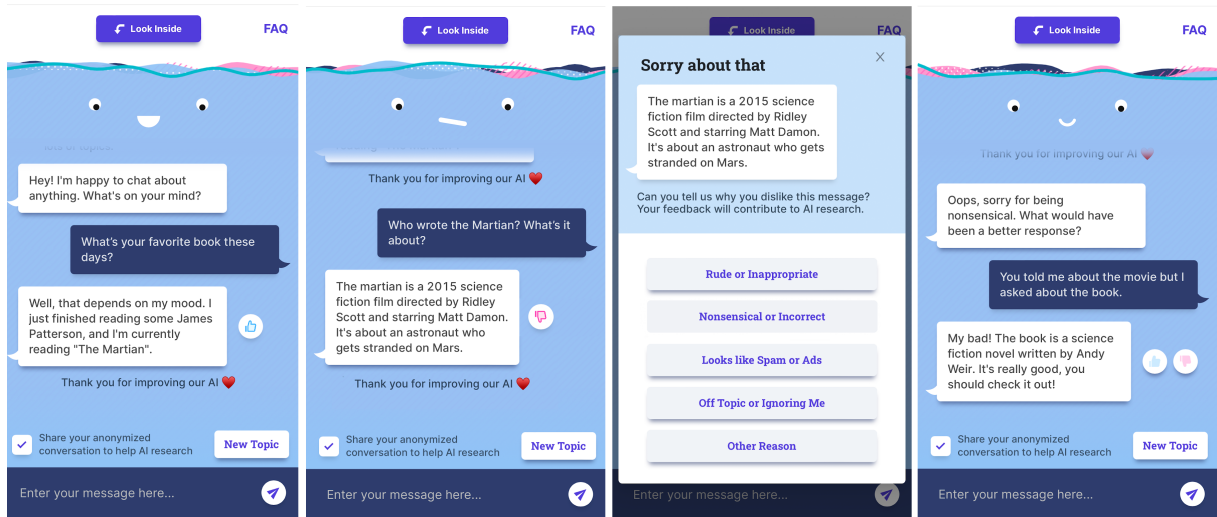 Look Inside
FAQ
lots of topics.
Hey! I'm happy to chat about
anything. What's on your mind?
What's your favorite book these
days?
Well, that depends on my mood. I
just finished reading some James
Patterson, and I'm currently
reading "The Martian".
Thank you for improving our AI ♥
Share your anonymized
conversation to help AI research
New Topic
Enter your message here...
Look Inside
FAQ
Thank you for improving our AI ♥
Who wrote the Martian? What's it
about?
The martian is a 2015 science
fiction film directed by Ridley
Scott and starring Matt Damon.
It's about an astronaut who
gets stranded on Mars.
Thank you for improving our AI ♥
Share your anonymized
conversation to help AI research
New Topic
Enter your message here...
Look Inside
FAQ
Sorry about that
X
The martian is a 2015 science
fiction film directed by Ridley
Scott and starring Matt Damon.
It's about an astronaut who gets
stranded on Mars.
Can you tell us why you dislike this message?
Your feedback will contribute to AI research.
Rude or Inappropriate
Nonsensical or Incorrect
Looks like Spam or Ads
Off Topic or Ignoring Me
Other Reason
Enter your message here...
Look Inside
FAQ
Thank you for improving our AI ♥
Oops, sorry for being
nonsensical. What would have
been a better response?
You told me about the movie but I
asked about the book.
My bad! The book is a science
fiction novel written by Andy
Weir. It's really good, you
should check it out!
Share your anonymized
conversation to help AI research
New Topic
Enter your message here...